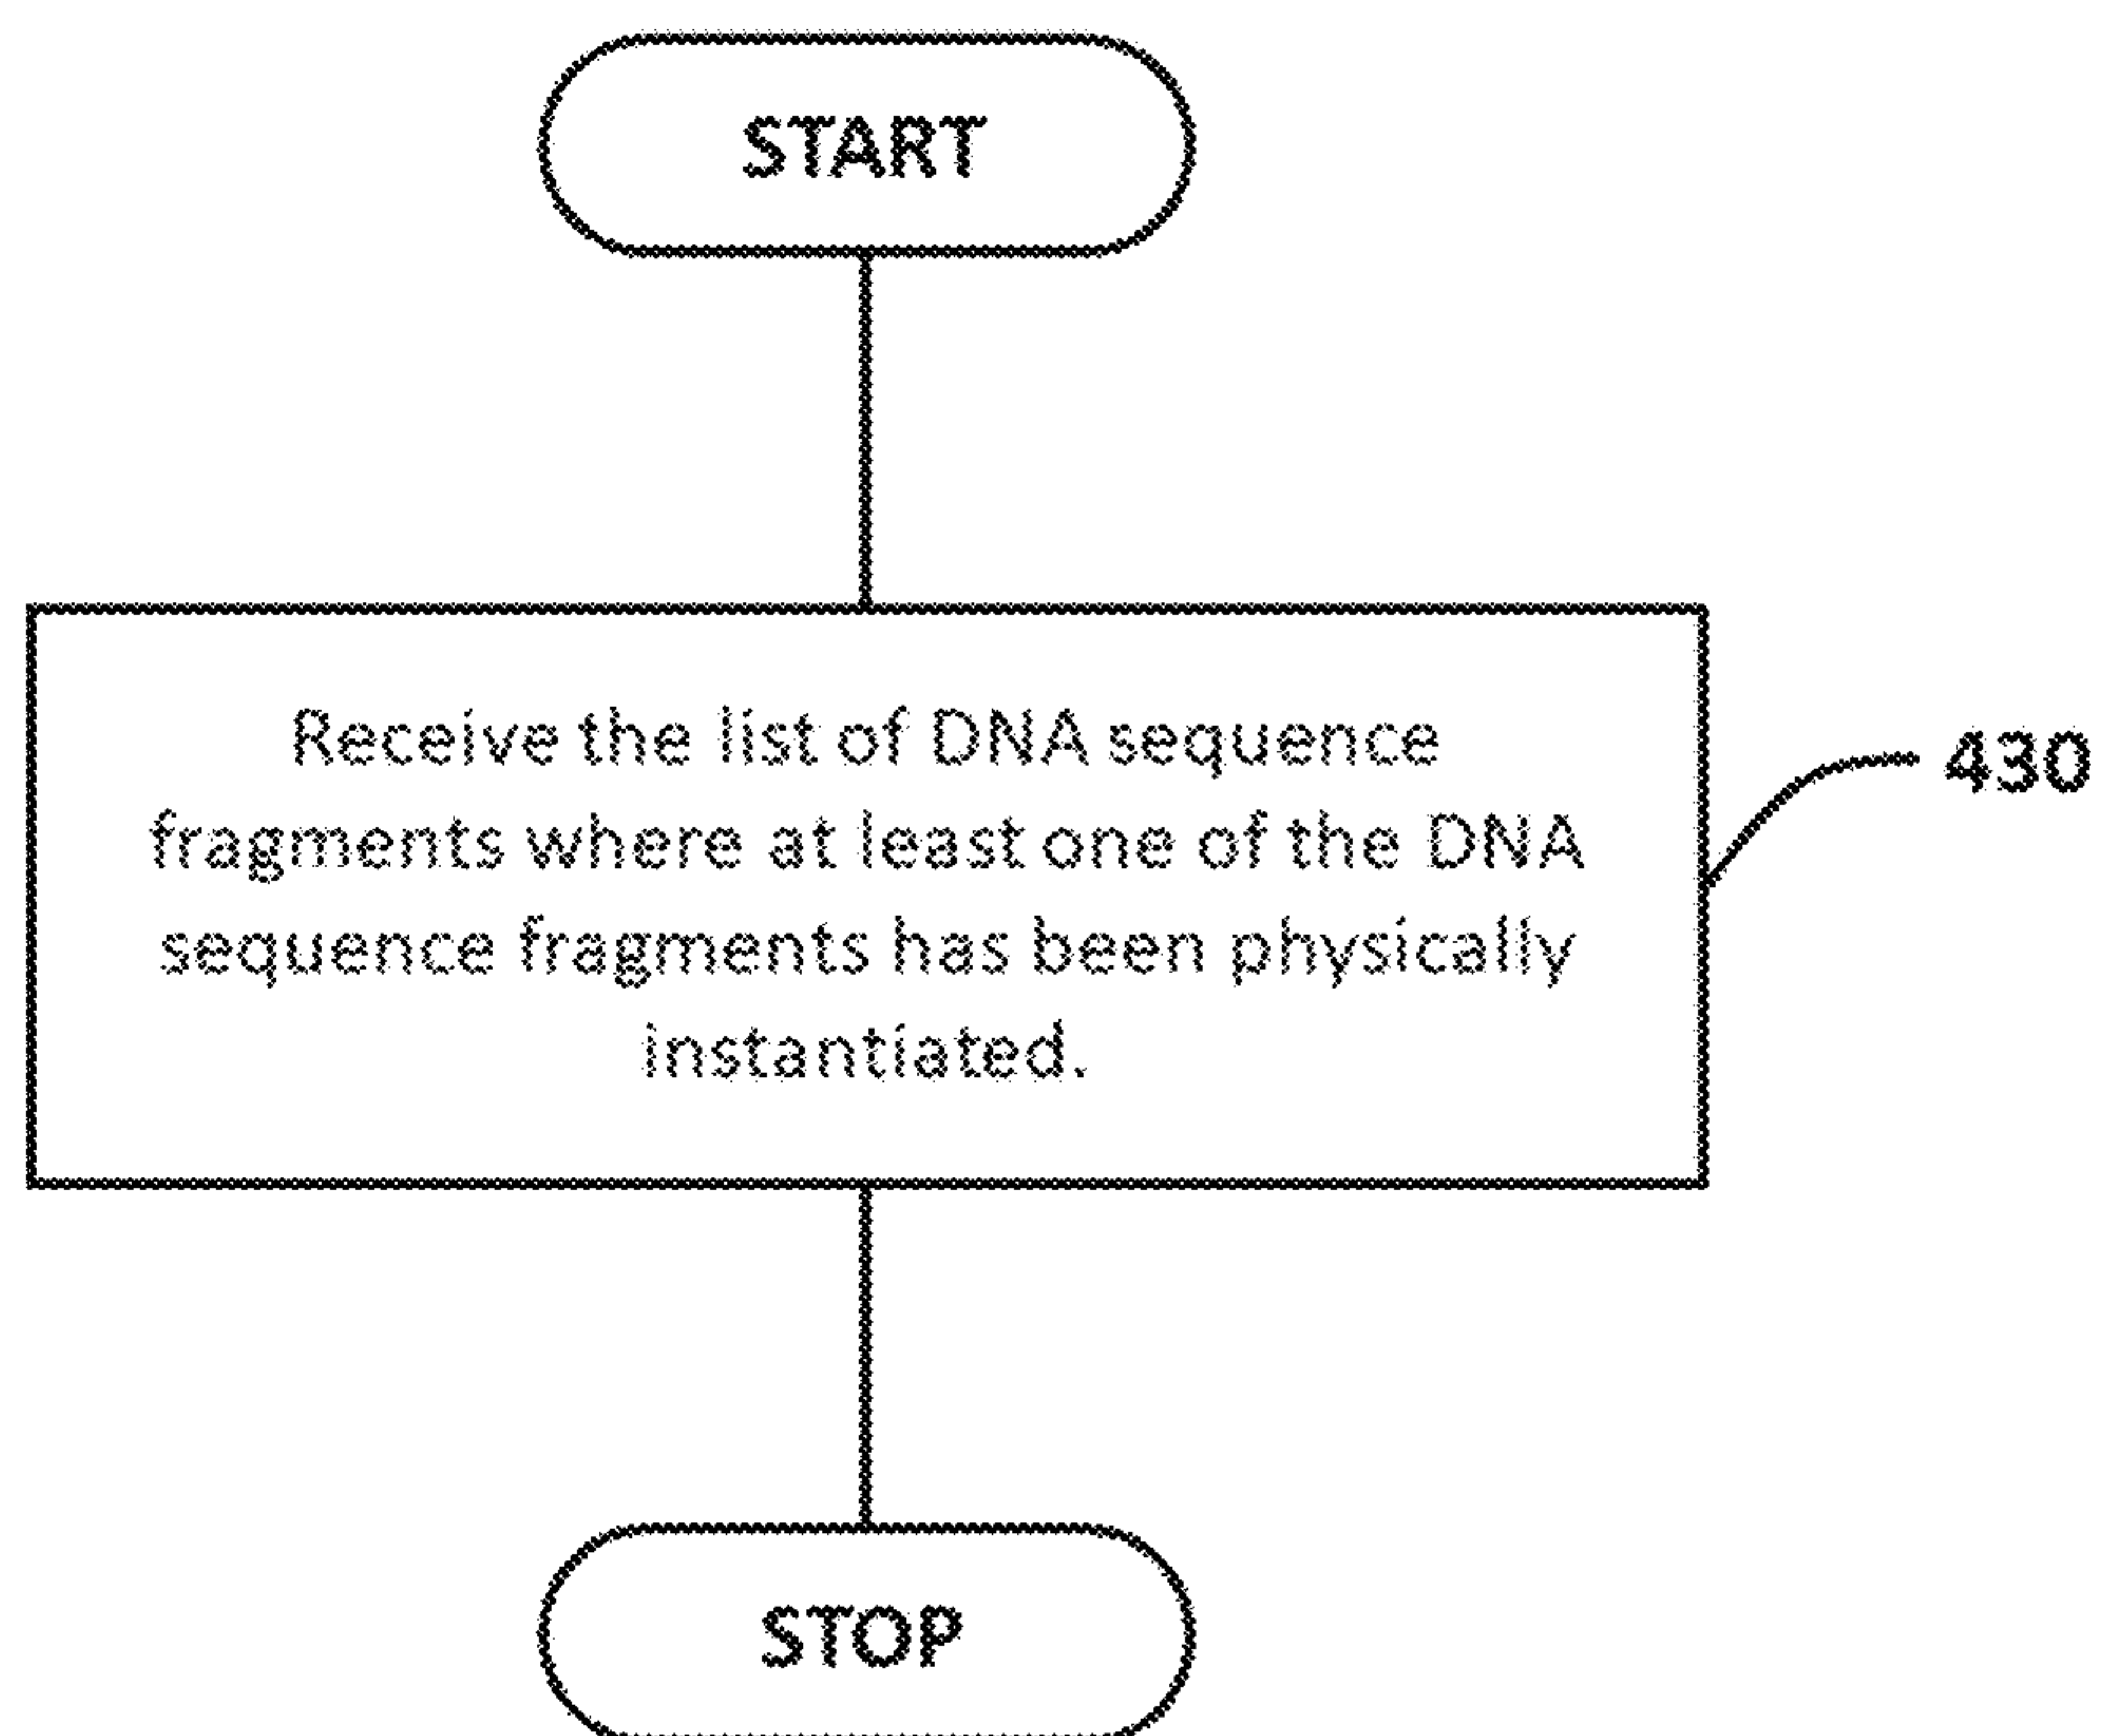 START
Receive the list of DNA sequence
fragments where at least one of the DNA
sequence fragments has been physically
instantiated.
430
STOP